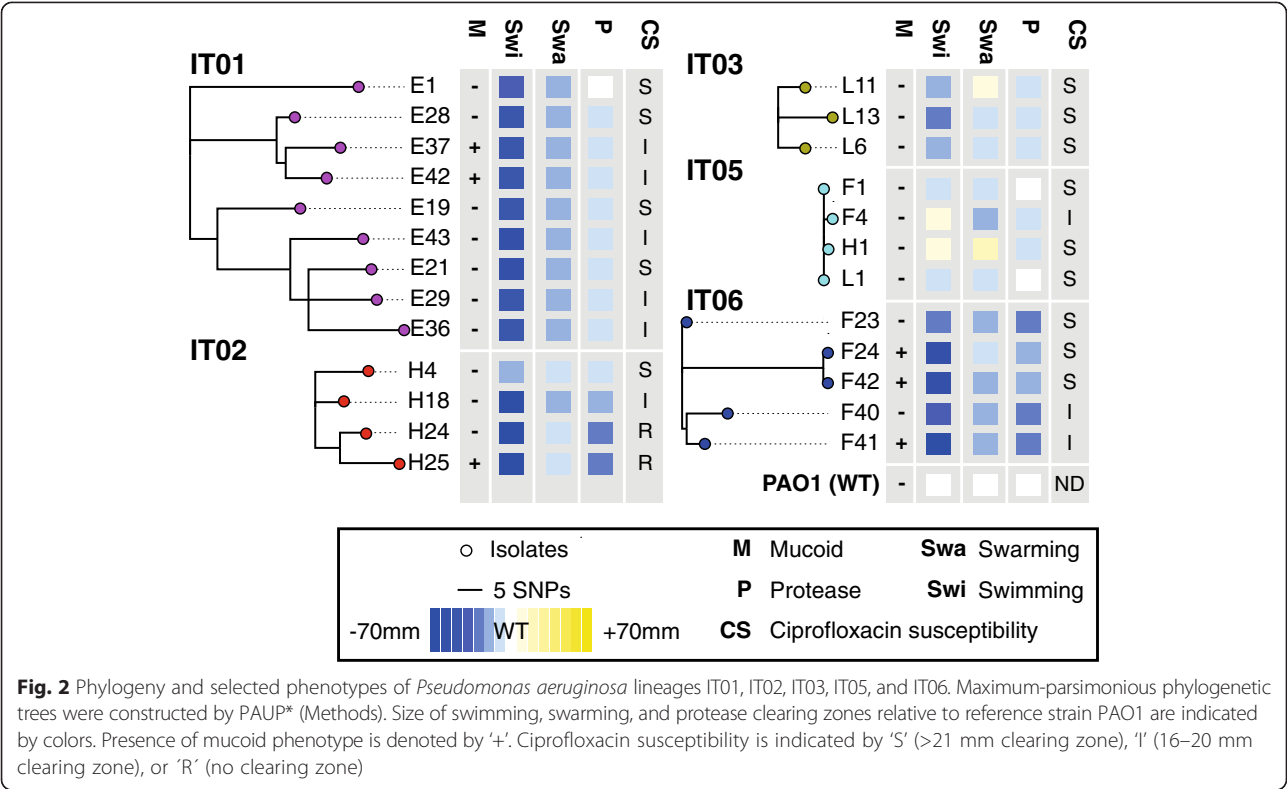 M Swi Swa P CS
IT01
E1 - S
E28 - S
E37 + I
E42 + I
E19 - S
E43 - I
E21 - S
E29 - I
E36 - I
IT02
H4 - S
H18 - I
H24 - R
H25 + R
M Swi Swa P CS
IT03
L11 - S
L13 - S
L6 - S
IT05
F1 - S
F4 - I
H1 - S
L1 - S
IT06
F23 - S
F24 + S
F42 + S
F40 - I
F41 + I
PAO1 (WT) - ND
Isolates M Mucoid Swa Swarming
5 SNPs P Protease Swi Swimming
-70mm WT +70mm CS Ciprofloxacin susceptibility
Fig. 2 Phylogeny and selected phenotypes of Pseudomonas aeruginosa lineages IT01, IT02, IT03, IT05, and IT06. Maximum-parsimonious phylogenetic
trees were constructed by PAUP* (Methods). Size of swimming, swarming, and protease clearing zones relative to reference strain PAO1 are indicated
by colors. Presence of mucoid phenotype is denoted by ‘+’. Ciprofloxacin susceptibility is indicated by ‘S’ (>21 mm clearing zone), ‘I’ (16–20 mm
clearing zone), or ´R´ (no clearing zone)